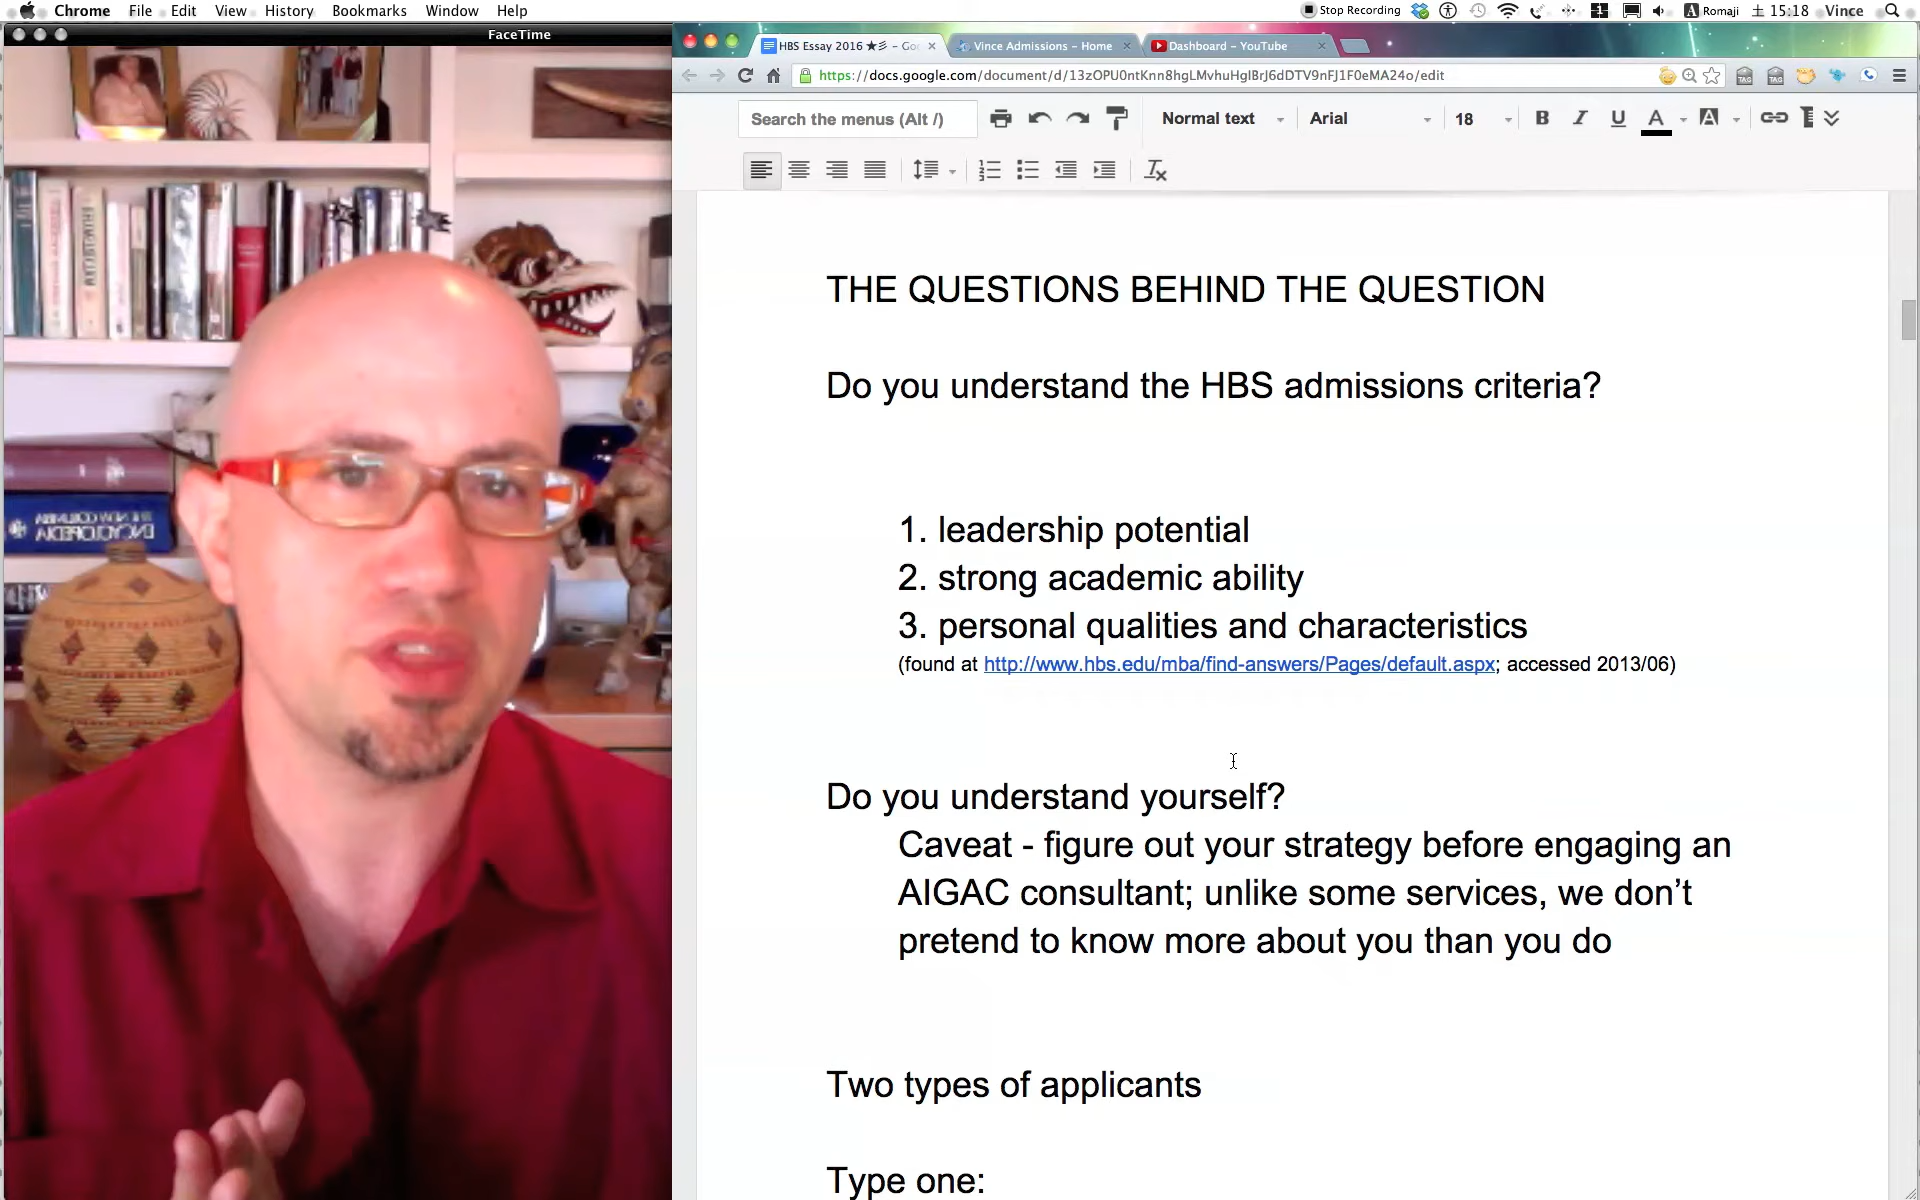 Chrome File Edit View History Bookmarks Window Help
Stop Recording
Romaji
土 15:18 Vince
FaceTime
HBS Essay 2016 ★彡 – Goo
Vince Admissions – Home
Dashboard – YouTube
https://docs.google.com/document/d/13zOPU0ntKnn8hgLMvhuHglBrJ6dDTV9nFJ1F0eMA24o/edit
Search the menus (Alt /)
Normal text
Arial
18
THE QUESTIONS BEHIND THE QUESTION
Do you understand the HBS admissions criteria?
1. leadership potential
2. strong academic ability
3. personal qualities and characteristics
(found at http://www.hbs.edu/mba/find-answers/Pages/default.aspx; accessed 2013/06)
Do you understand yourself?
Caveat - figure out your strategy before engaging an
AIGAC consultant; unlike some services, we don’t
pretend to know more about you than you do
Two types of applicants
Type one: